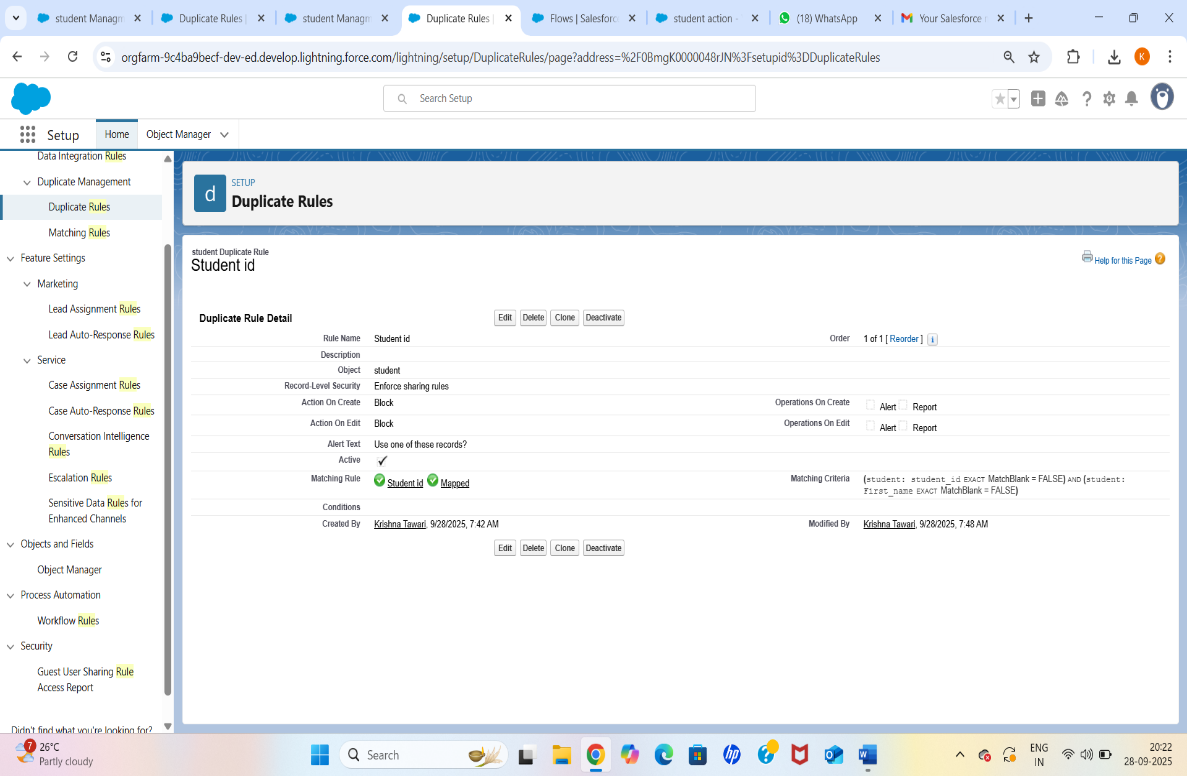 student Managm
Duplicate Rules |
student Managm
Duplicate Rules |
Flows | Salesforc
student action -
(18) WhatsApp
Your Salesforce
orgfarm-9c4ba9becf-dev-ed.develop.lightning.force.com/lightning/setup/DuplicateRules/page?address=%2F0BmgK0000048rJN%3Fsetupid%3DDuplicateRules
K
Search Setup
Setup
Home
Object Manager
Data Integration Rules
Duplicate Management
Duplicate Rules
Matching Rules
Feature Settings
Marketing
Lead Assignment Rules
Lead Auto-Response Rules
Service
Case Assignment Rules
Case Auto-Response Rules
Conversation Intelligence
Rules
Escalation Rules
Sensitive Data Rules for
Enhanced Channels
Objects and Fields
Object Manager
Process Automation
Workflow Rules
Security
Guest User Sharing Rule
Access Report
Didn't find what you're looking for?
d
SETUP
Duplicate Rules
student Duplicate Rule
Student id
Help for this Page ?
Duplicate Rule Detail
Edit Delete Clone Deactivate
Rule Name Student id Order 1 of 1 [ Reorder ] i
Description
Object student
Record-Level Security Enforce sharing rules
Action On Create Block Operations On Create Alert Report
Action On Edit Block Operations On Edit Alert Report
Alert Text Use one of these records?
Active
Matching Rule Student id Mapped Matching Criteria (student: student_id EXACT MatchBlank = FALSE) AND (student:
First_name EXACT MatchBlank = FALSE)
Conditions
Created By Krishna Tawari, 9/28/2025, 7:42 AM Modified By Krishna Tawari, 9/28/2025, 7:48 AM
Edit Delete Clone Deactivate
7
26°C
Partly cloudy
Search
hp
ENG
IN
20:22
28-09-2025